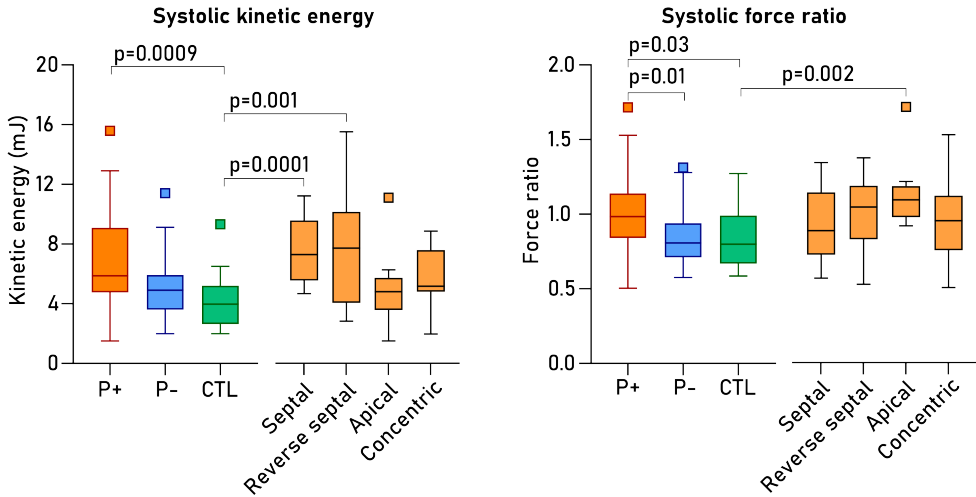 Systolic kinetic energy
Kinetic energy (mJ)
20
16
12
8
4
0
p=0.0009
p=0.001
p=0.0001
P+
P-
CTL
Septal
Reverse septal
Apical
Concentric
Systolic force ratio
Force ratio
2.0
1.5
1.0
0.5
0.0
p=0.03
p=0.01
p=0.002
P+
P-
CTL
Septal
Reverse septal
Apical
Concentric